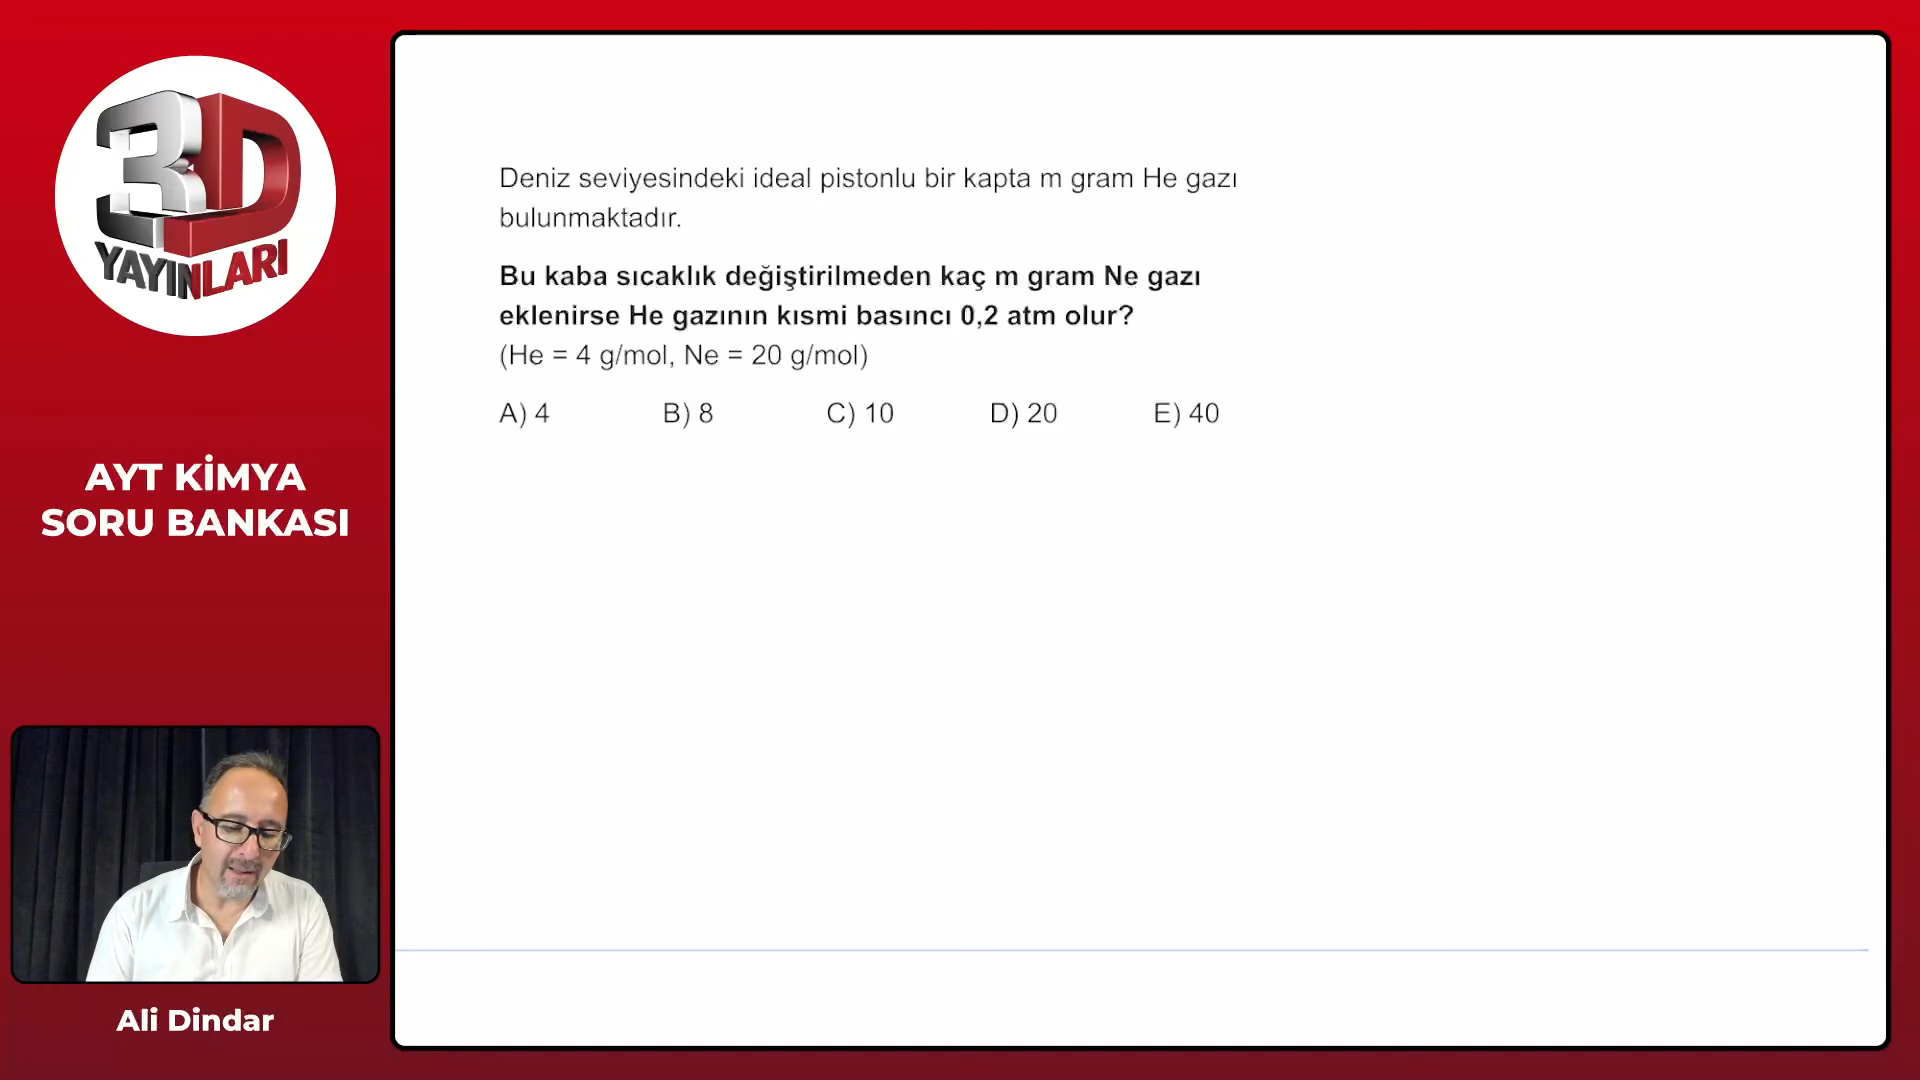 3D
YAYINLARI
AYT KİMYA
SORU BANKASI
Ali Dindar
Deniz seviyesindeki ideal pistonlu bir kapta m gram He gazı
bulunmaktadır.
Bu kaba sıcaklık değiştirilmeden kaç m gram Ne gazı
eklenirse He gazının kısmi basıncı 0,2 atm olur?
(He = 4 g/mol, Ne = 20 g/mol)
A) 4 B) 8 C) 10 D) 20 E) 40